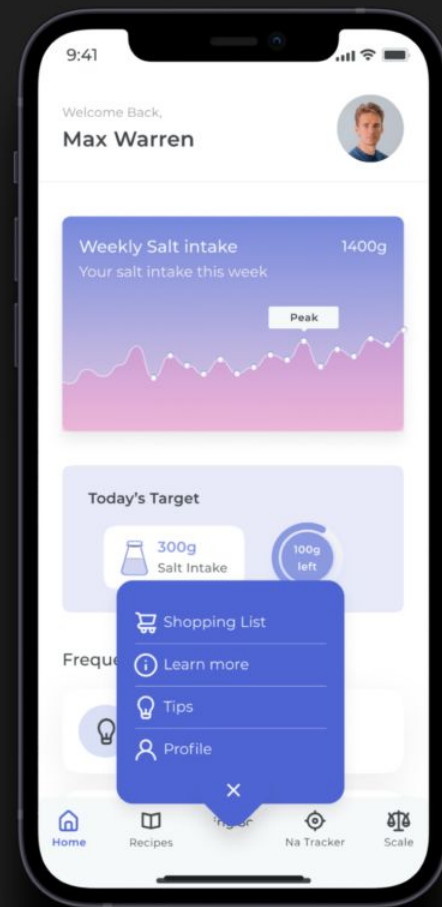 9:41
Welcome Back,
Max Warren
Weekly Salt intake
1400g
Your salt intake this week
Peak
Today's Target
300g
Salt Intake
100g
left
Shopping List
Freque
Learn more
Tips
Profile
Home
Recipes
Na Tracker
Scale